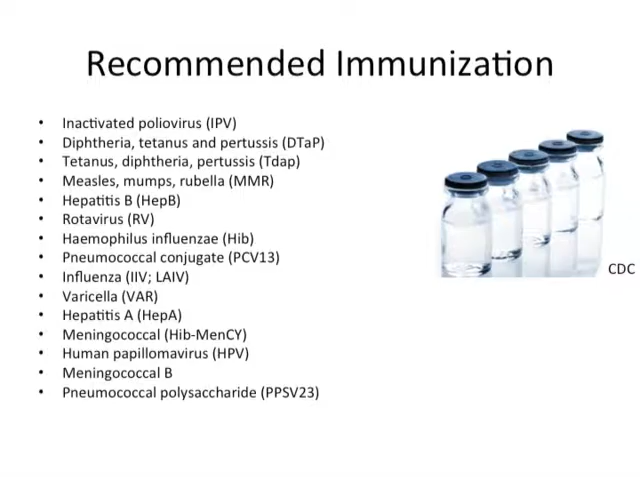 Recommended Immunization
• Inactivated poliovirus (IPV)
• Diphtheria, tetanus and pertussis (DTaP)
• Tetanus, diphtheria, pertussis (Tdap)
• Measles, mumps, rubella (MMR)
• Hepatitis B (HepB)
• Rotavirus (RV)
• Haemophilus influenzae (Hib)
• Pneumococcal conjugate (PCV13)
• Influenza (IIV; LAIV)
• Varicella (VAR)
• Hepatitis A (HepA)
• Meningococcal (Hib-MenCY)
• Human papillomavirus (HPV)
• Meningococcal B
• Pneumococcal polysaccharide (PPSV23)
CDC